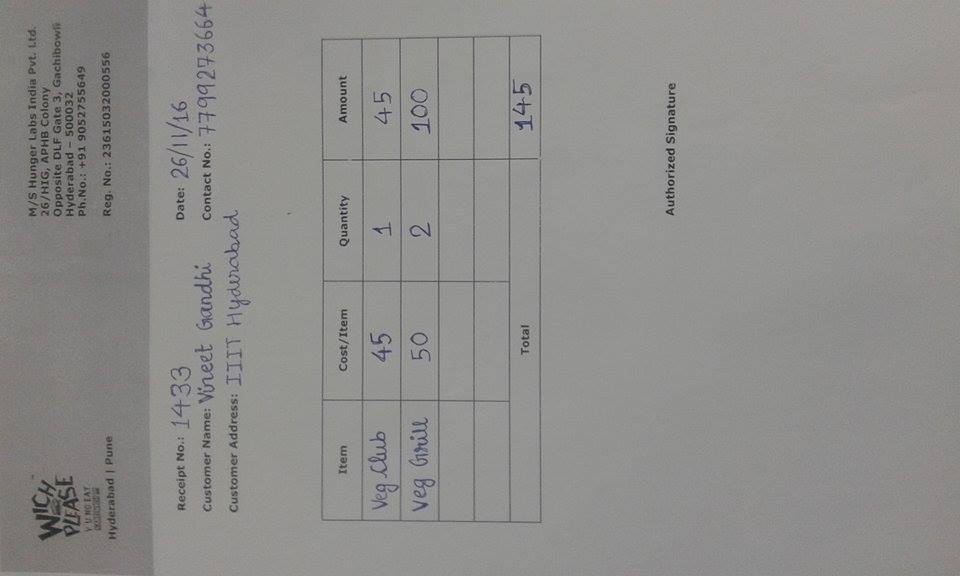 WICH
PLEASE
Y U NO EAT
Hyderabad | Pune
M/S Hunger Labs India Pvt. Ltd.
26/HIG, APHB Colony
Opposite DLF Gate 3, Gachibowli
Hyderabad – 500032
Ph.No.: +91 9052755649
Reg. No.: 23615032000556
Receipt No.: 1433 Date: 26/11/16
Customer Name: Vineet Gandhi Contact No.: 7799273664
Customer Address: IIIT Hyderabad
Item Cost/Item Quantity Amount
Veg Club 45 1 45
Veg Grill 50 2 100
Total 145
Authorized Signature